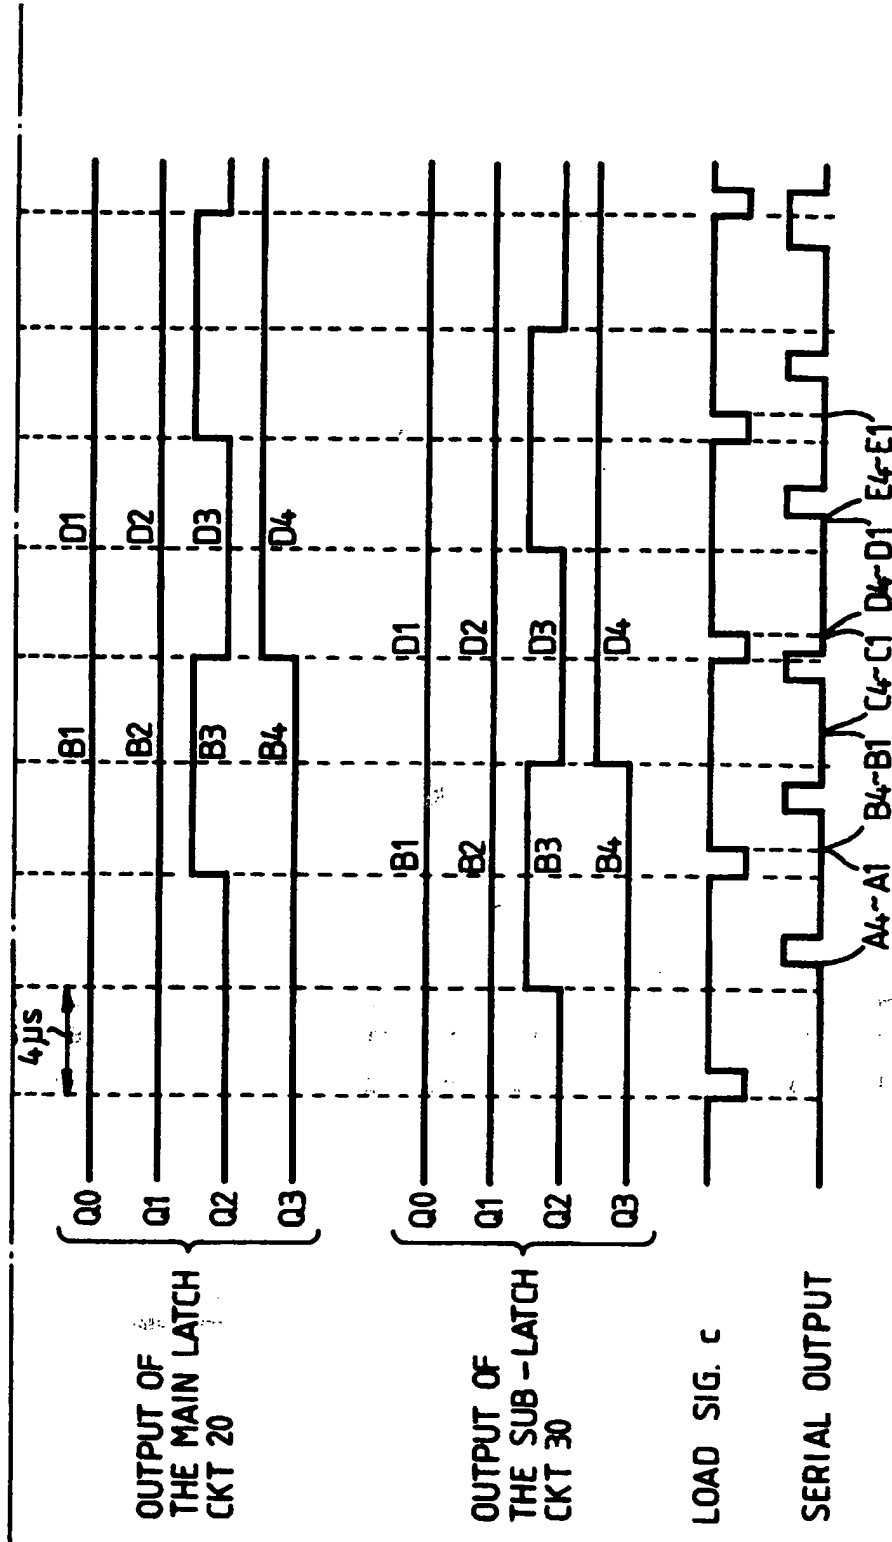 4µs
OUTPUT OF
THE MAIN LATCH
CKT 20
Q0
B1
D1
Q1
B2
D2
Q2
B3
D3
Q3
B4
D4
OUTPUT OF
THE SUB-LATCH
CKT 30
Q0
B1
D1
Q1
B2
D2
Q2
B3
D3
Q3
B4
D4
LOAD SIG. c
SERIAL OUTPUT
A4~A1
B4~B1
C4~C1
D4~D1
E4~E1